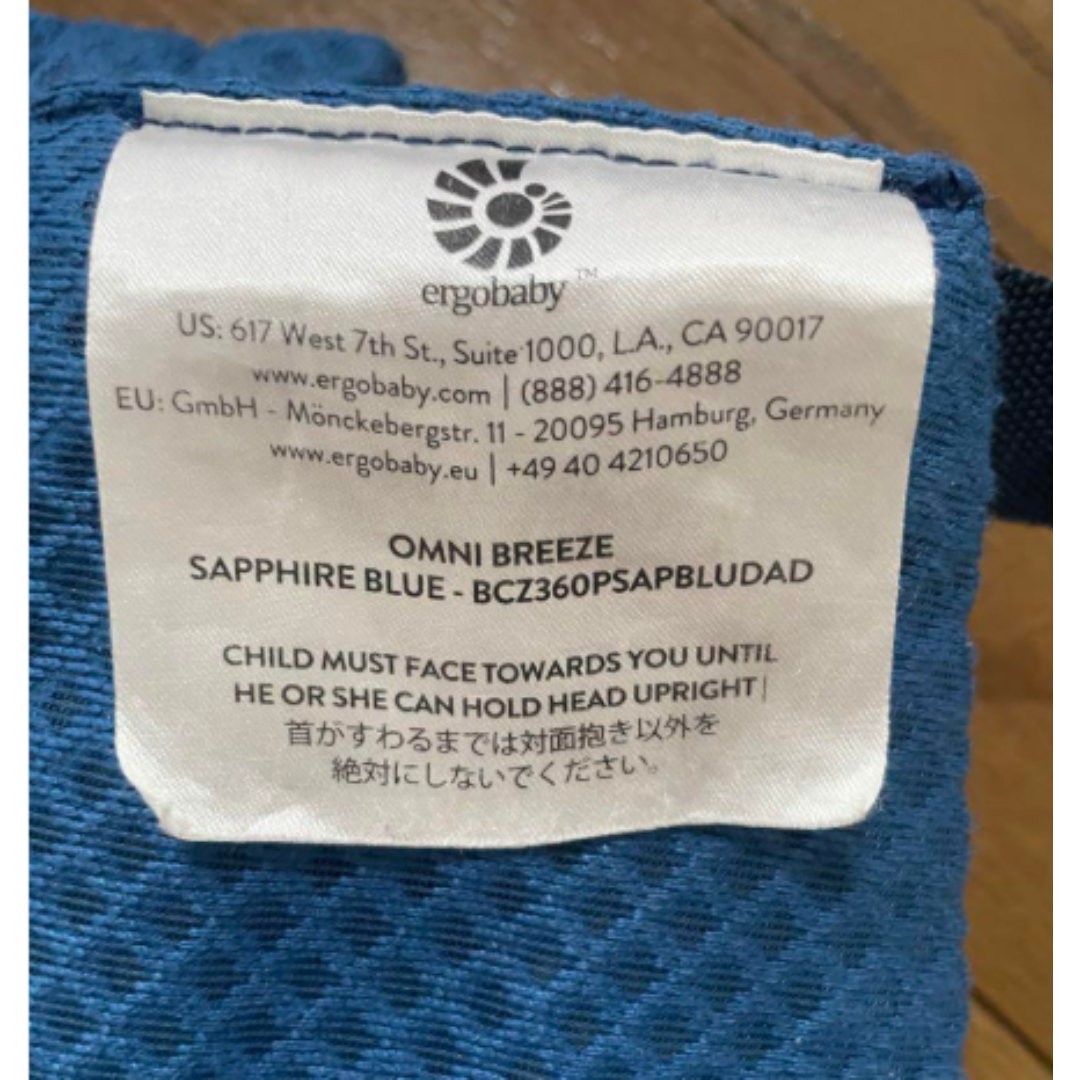 ergobaby™
US: 617 West 7th St., Suite 1000, L.A., CA 90017
www.ergobaby.com | (888) 416-4888
EU: GmbH - Mönckebergstr. 11 - 20095 Hamburg, Germany
www.ergobaby.eu | +49 40 4210650
OMNI BREEZE
SAPPHIRE BLUE - BCZ360PSAPBLUDAD
CHILD MUST FACE TOWARDS YOU UNTIL
HE OR SHE CAN HOLD HEAD UPRIGHT |
首がすわるまでは対面抱き以外を
絶対にしないでください。